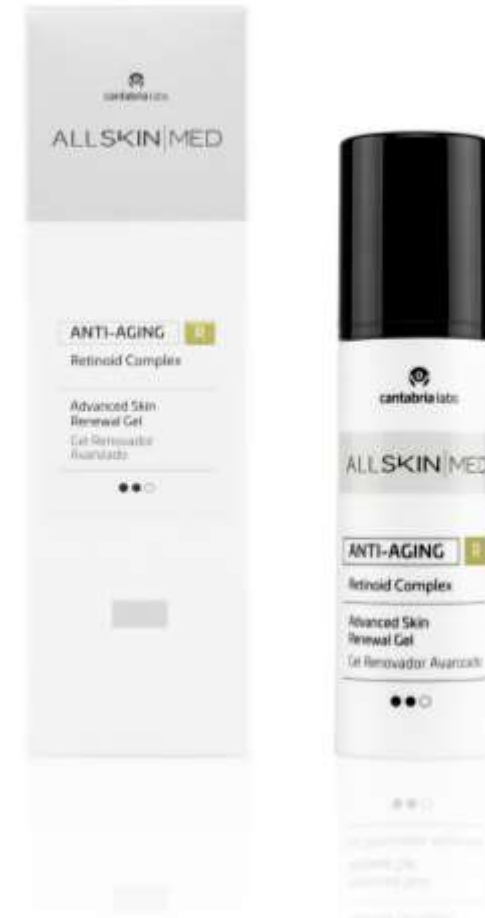 cantabria labs
ALLSKIN|MED
ANTI-AGING R
Retinoid Complex
Advanced Skin
Renewal Gel
Gel Renovador
Avanzado
cantabria labs
ALLSKIN|MED
ANTI-AGING R
Retinoid Complex
Advanced Skin
Renewal Gel
Gel Renovador Avanzado